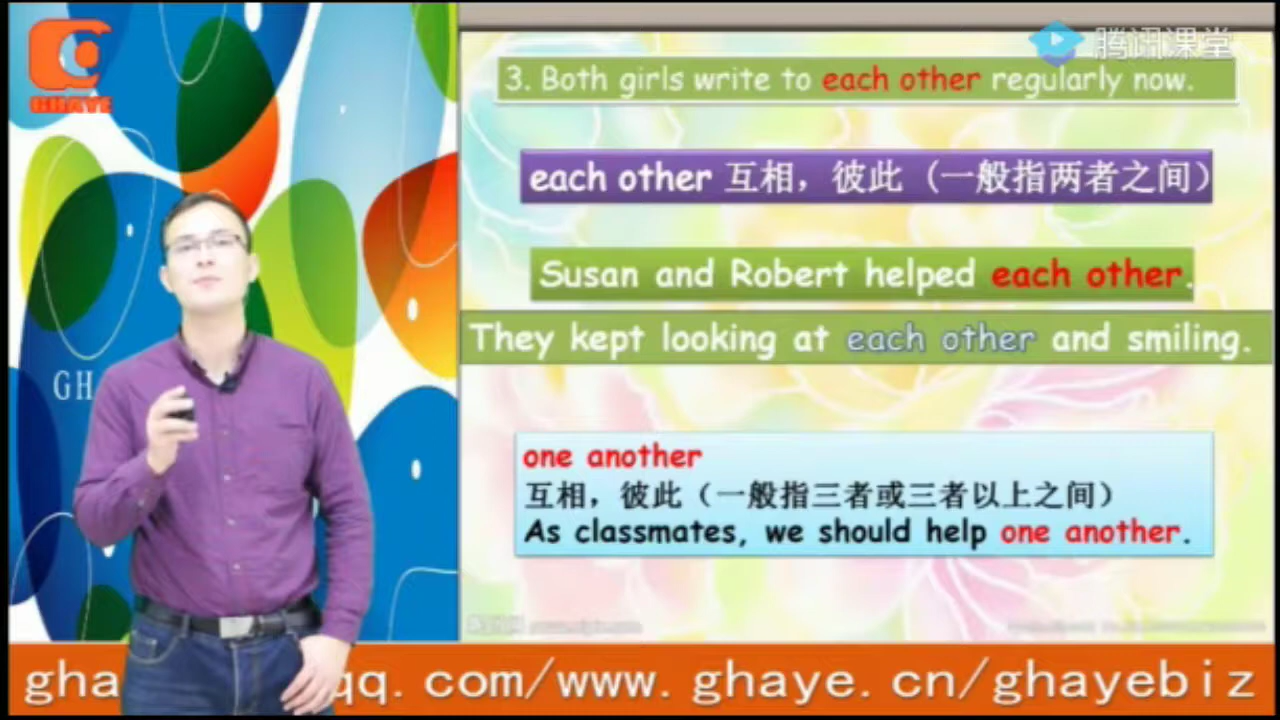 GHAYE
腾讯课堂
3. Both girls write to each other regularly now.
each other 互相，彼此（一般指两者之间）
Susan and Robert helped each other.
They kept looking at each other and smiling.
GH
one another
互相，彼此（一般指三者或三者以上之间）
As classmates, we should help one another.
gha qq. com/www. ghaye. cn/ghayebiz